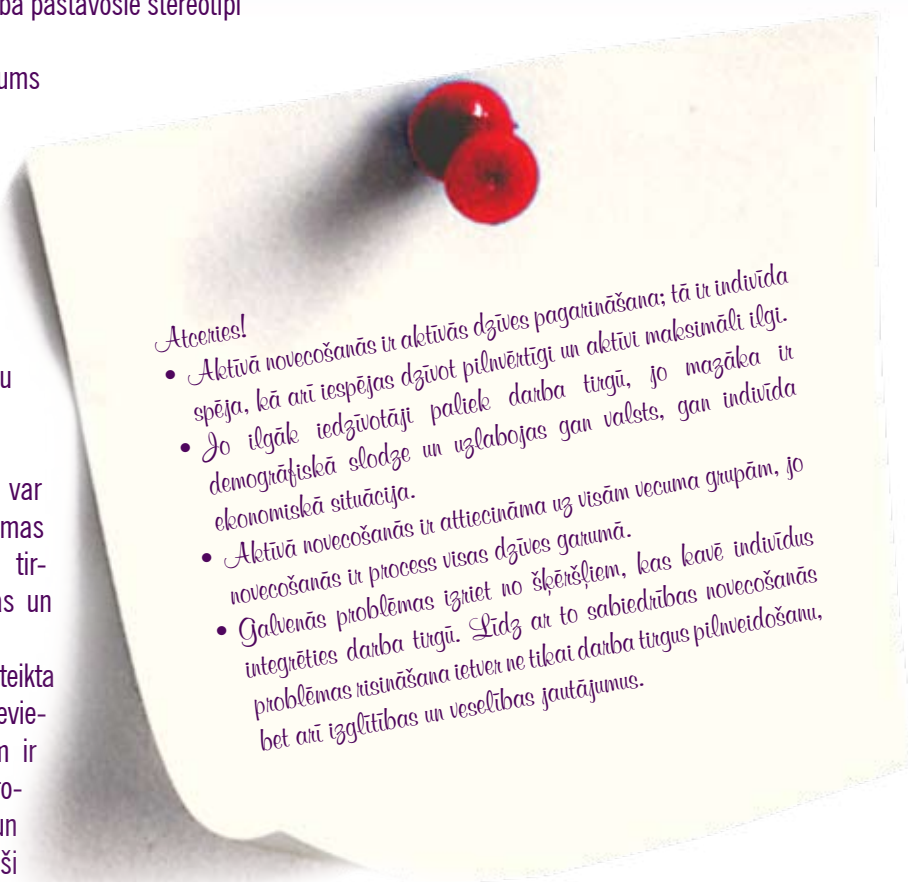 ba pastāvošie stereotipi
ums
u
var
mas
tir-
as un
teikta
evie-
m ir
ro-
un
ši
Atceries!
• Aktīvā novecošanās ir aktīvās dzīves pagarināšana; tā ir indivīda
spēja, kā arī iespējas dzīvot pilnvērtīgi un aktīvi maksimāli ilgi.
• Jo ilgāk iedzīvotāji paliek darba tirgū, jo mazāka ir
demogrāfiskā slodze un uzlabojas gan valsts, gan indivīda
ekonomiskā situācija.
• Aktīvā novecošanās ir attiecināma uz visām vecuma grupām, jo
novecošanās ir process visas dzīves garumā.
• Galvenās problēmas izriet no šķēršļiem, kas kavē indivīdus
integrēties darba tirgū. Līdz ar to sabiedrības novecošanās
problēmas risināšana ietver ne tikai darba tirgus pilnveidošanu,
bet arī izglītības un veselības jautājumus.